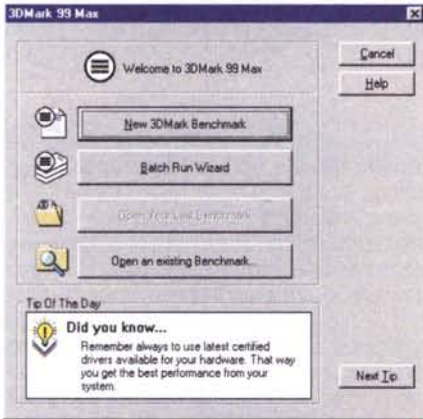 3DMark 99 Max
Welcome to 3DMark 99 Max
Cancel
Help
New 3DMark Benchmark
Batch Run Wizard
Open Your Last Benchmark
Open an existing Benchmark...
Tip Of The Day
Did you know...
Remember always to use latest certified
drivers available for your hardware. That way
you get the best performance from your
system.
Next Tip